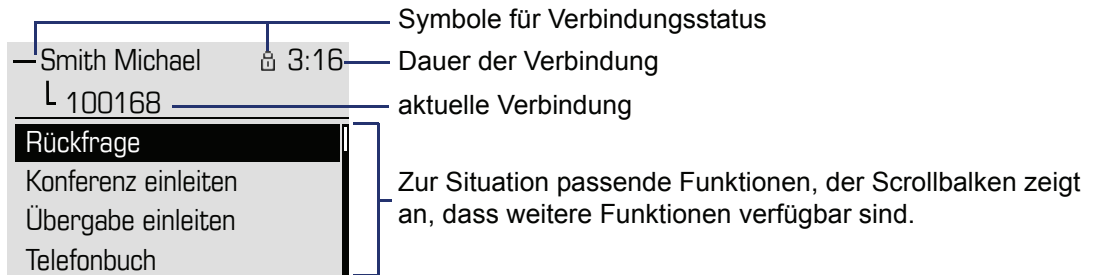 Symbole für Verbindungsstatus
Smith Michael 3:16
Dauer der Verbindung
100168
aktuelle Verbindung
Rückfrage
Konferenz einleiten
Übergabe einleiten
Telefonbuch
Zur Situation passende Funktionen, der Scrollbalken zeigt
an, dass weitere Funktionen verfügbar sind.